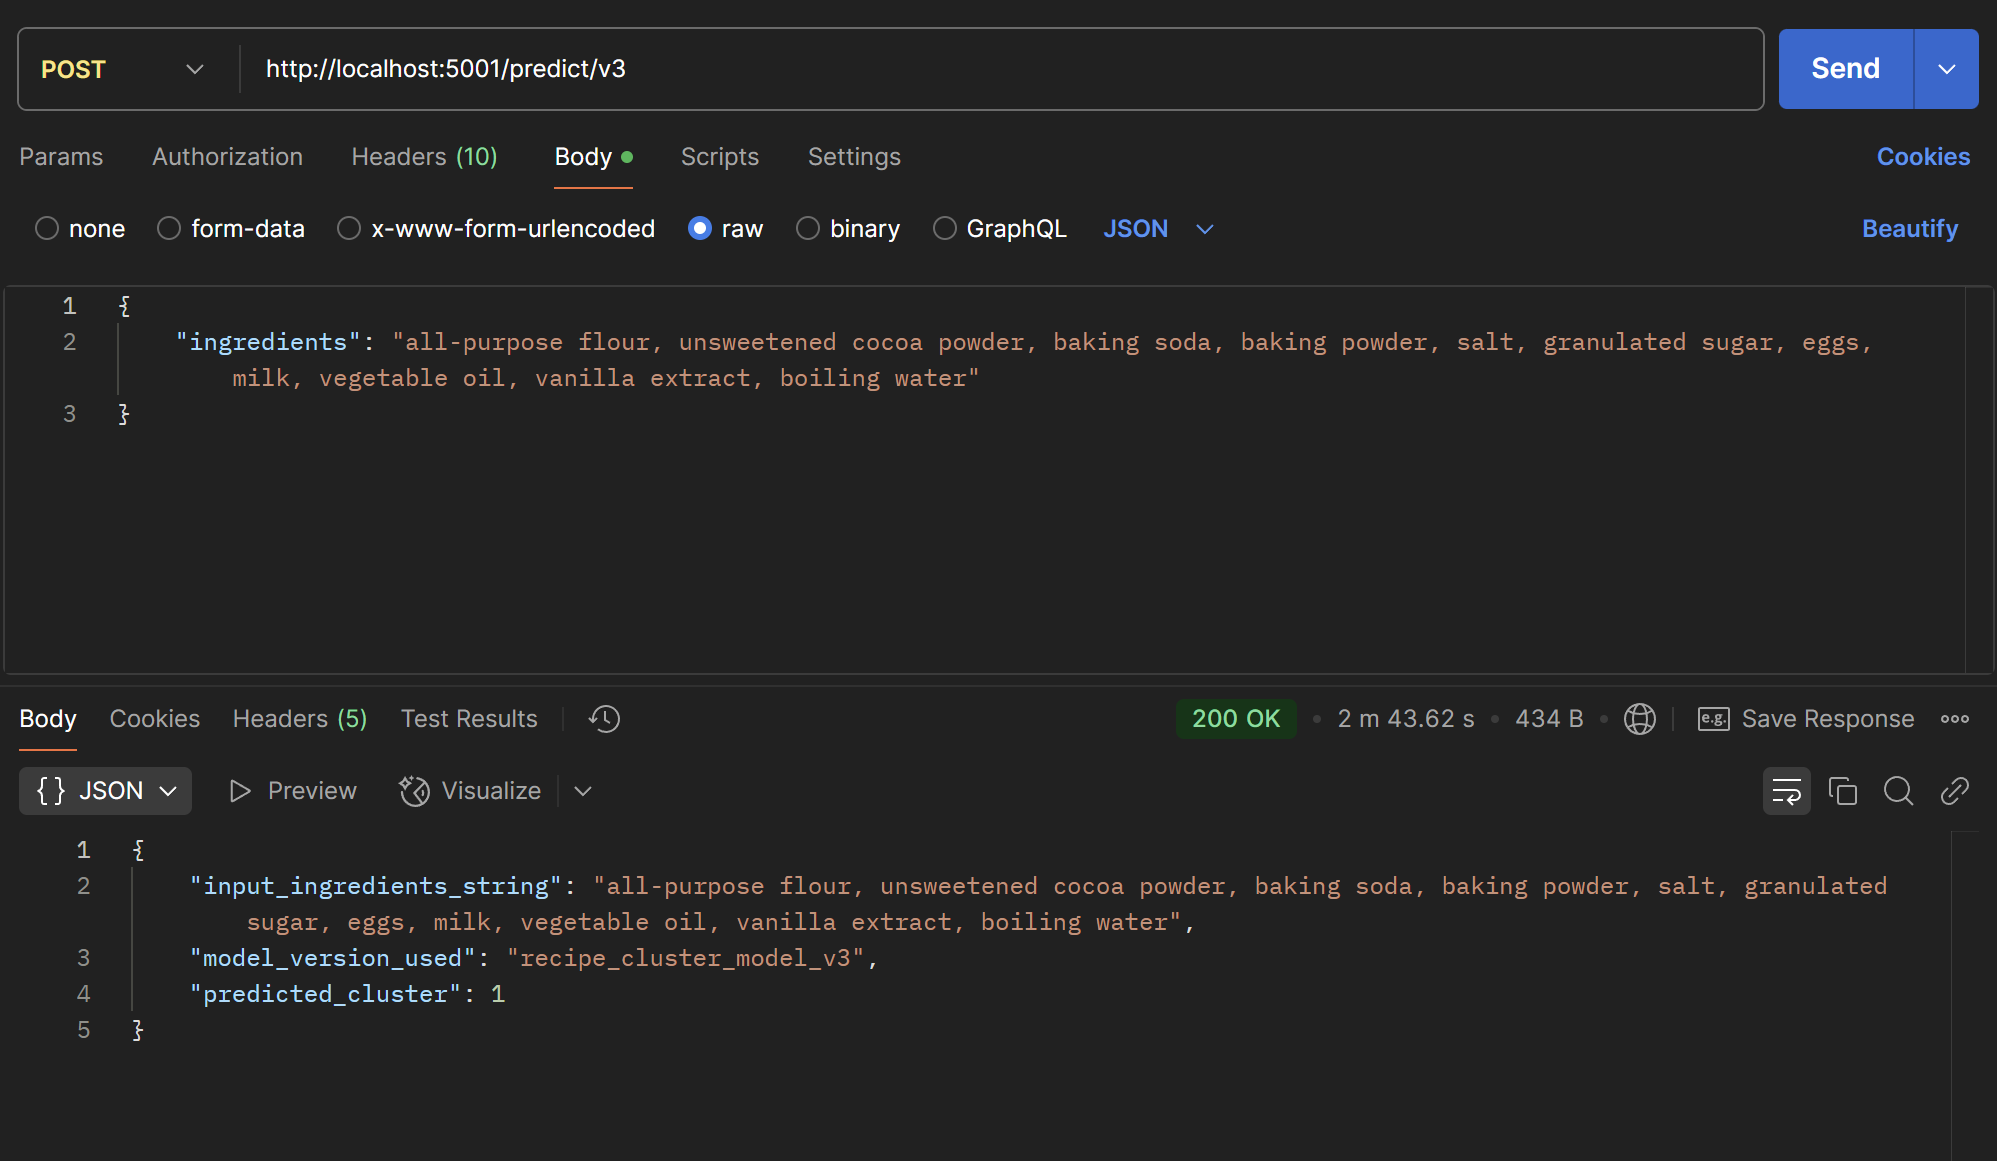 POST http://localhost:5001/predict/v3 Send
Params Authorization Headers (10) Body Scripts Settings Cookies
none form-data x-www-form-urlencoded raw binary GraphQL JSON Beautify
1 {
2 "ingredients": "all-purpose flour, unsweetened cocoa powder, baking soda, baking powder, salt, granulated sugar, eggs,
milk, vegetable oil, vanilla extract, boiling water"
3 }
Body Cookies Headers (5) Test Results 200 OK 2 m 43.62 s 434 B e.g. Save Response
{} JSON Preview Visualize
1 {
2 "input_ingredients_string": "all-purpose flour, unsweetened cocoa powder, baking soda, baking powder, salt, granulated
sugar, eggs, milk, vegetable oil, vanilla extract, boiling water",
3 "model_version_used": "recipe_cluster_model_v3",
4 "predicted_cluster": 1
5 }